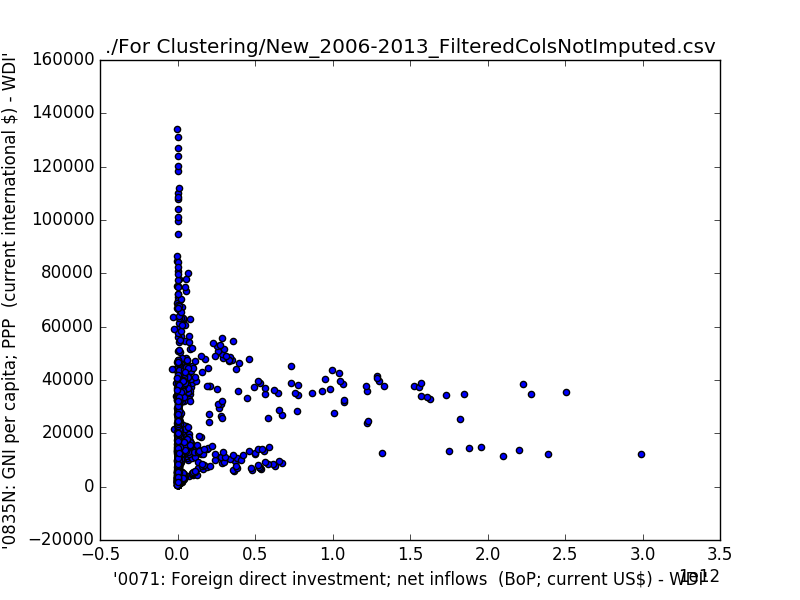 ./For Clustering/New_2006-2013_FilteredColsNotImputed.csv
160000
140000
120000
100000
80000
60000
40000
20000
0
−20000
'0835N: GNI per capita; PPP (current international $) - WDI'
−0.5 0.0 0.5 1.0 1.5 2.0 2.5 3.0 3.5
1e12
'0071: Foreign direct investment; net inflows (BoP; current US$) - WDI'